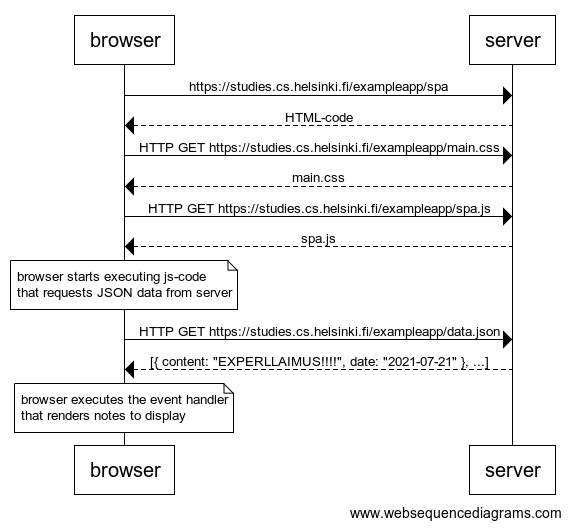 browser
server
https://studies.cs.helsinki.fi/exampleapp/spa
HTML-code
HTTP GET https://studies.cs.helsinki.fi/exampleapp/main.css
main.css
HTTP GET https://studies.cs.helsinki.fi/exampleapp/spa.js
spa.js
browser starts executing js-code
that requests JSON data from server
HTTP GET https://studies.cs.helsinki.fi/exampleapp/data.json
[{ content: "EXPERLLAIMUS!!!!", date: "2021-07-21" }, ...]
browser executes the event handler
that renders notes to display
browser
server
www.websequencediagrams.com